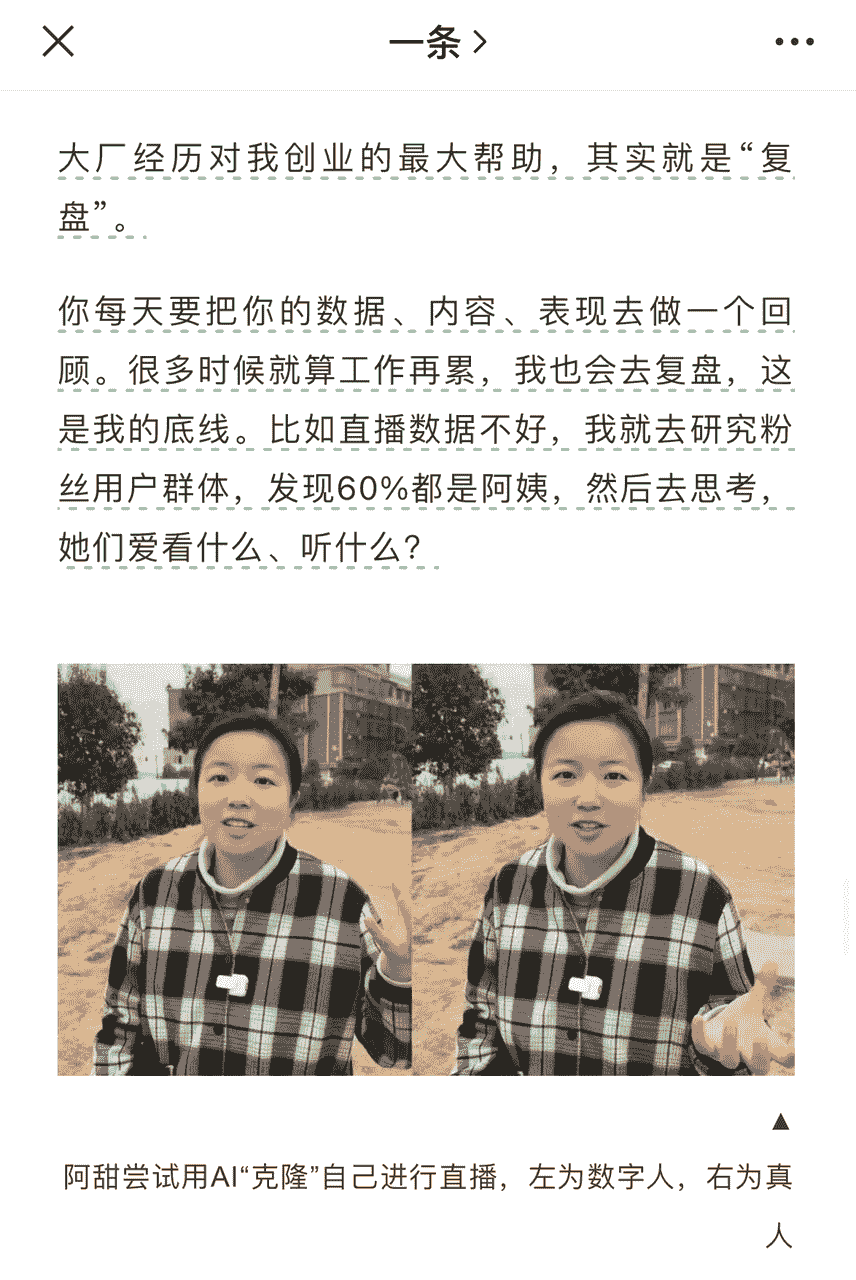 一条
大厂经历对我创业的最大帮助，其实就是“复
盘”。
你每天要把你的数据、内容、表现去做一个回
顾。很多时候就算工作再累，我也会去复盘，这
是我的底线。比如直播数据不好，我就去研究粉
丝用户群体，发现60%都是阿姨，然后去思考，
她们爱看什么、听什么？
阿甜尝试用AI“克隆”自己进行直播，左为数字人，右为真
人